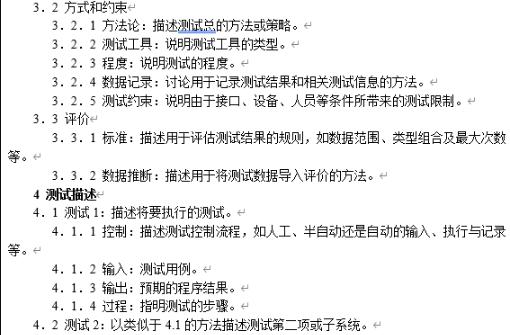 3．2 方式和约束
3．2．1 方法论：描述测试总的方法或策略。
3．2．2 测试工具：说明测试工具的类型。
3．2．3 程度：说明测试的程度。
3．2．4 数据记录：讨论用于记录测试结果和相关测试信息的方法。
3．2．5 测试约束：说明由于接口、设备、人员等条件所带来的测试限制。
3．3 评价
3．3．1 标准：描述用于评估测试结果的规则，如数据范围、类型组合及最大次数
等。
3．3．2 数据推断：描述用于将测试数据导入评价的方法。
4 测试描述
4．1 测试1：描述将要执行的测试。
4．1．1 控制：描述测试控制流程，如人工、半自动还是自动的输入、执行与记录
等。
4．1．2 输入：测试用例。
4．1．3 输出：预期的程序结果。
4．1．4 过程：指明测试的步骤。
4．2 测试2：以类似于 4.1 的方法描述测试第二项或子系统。